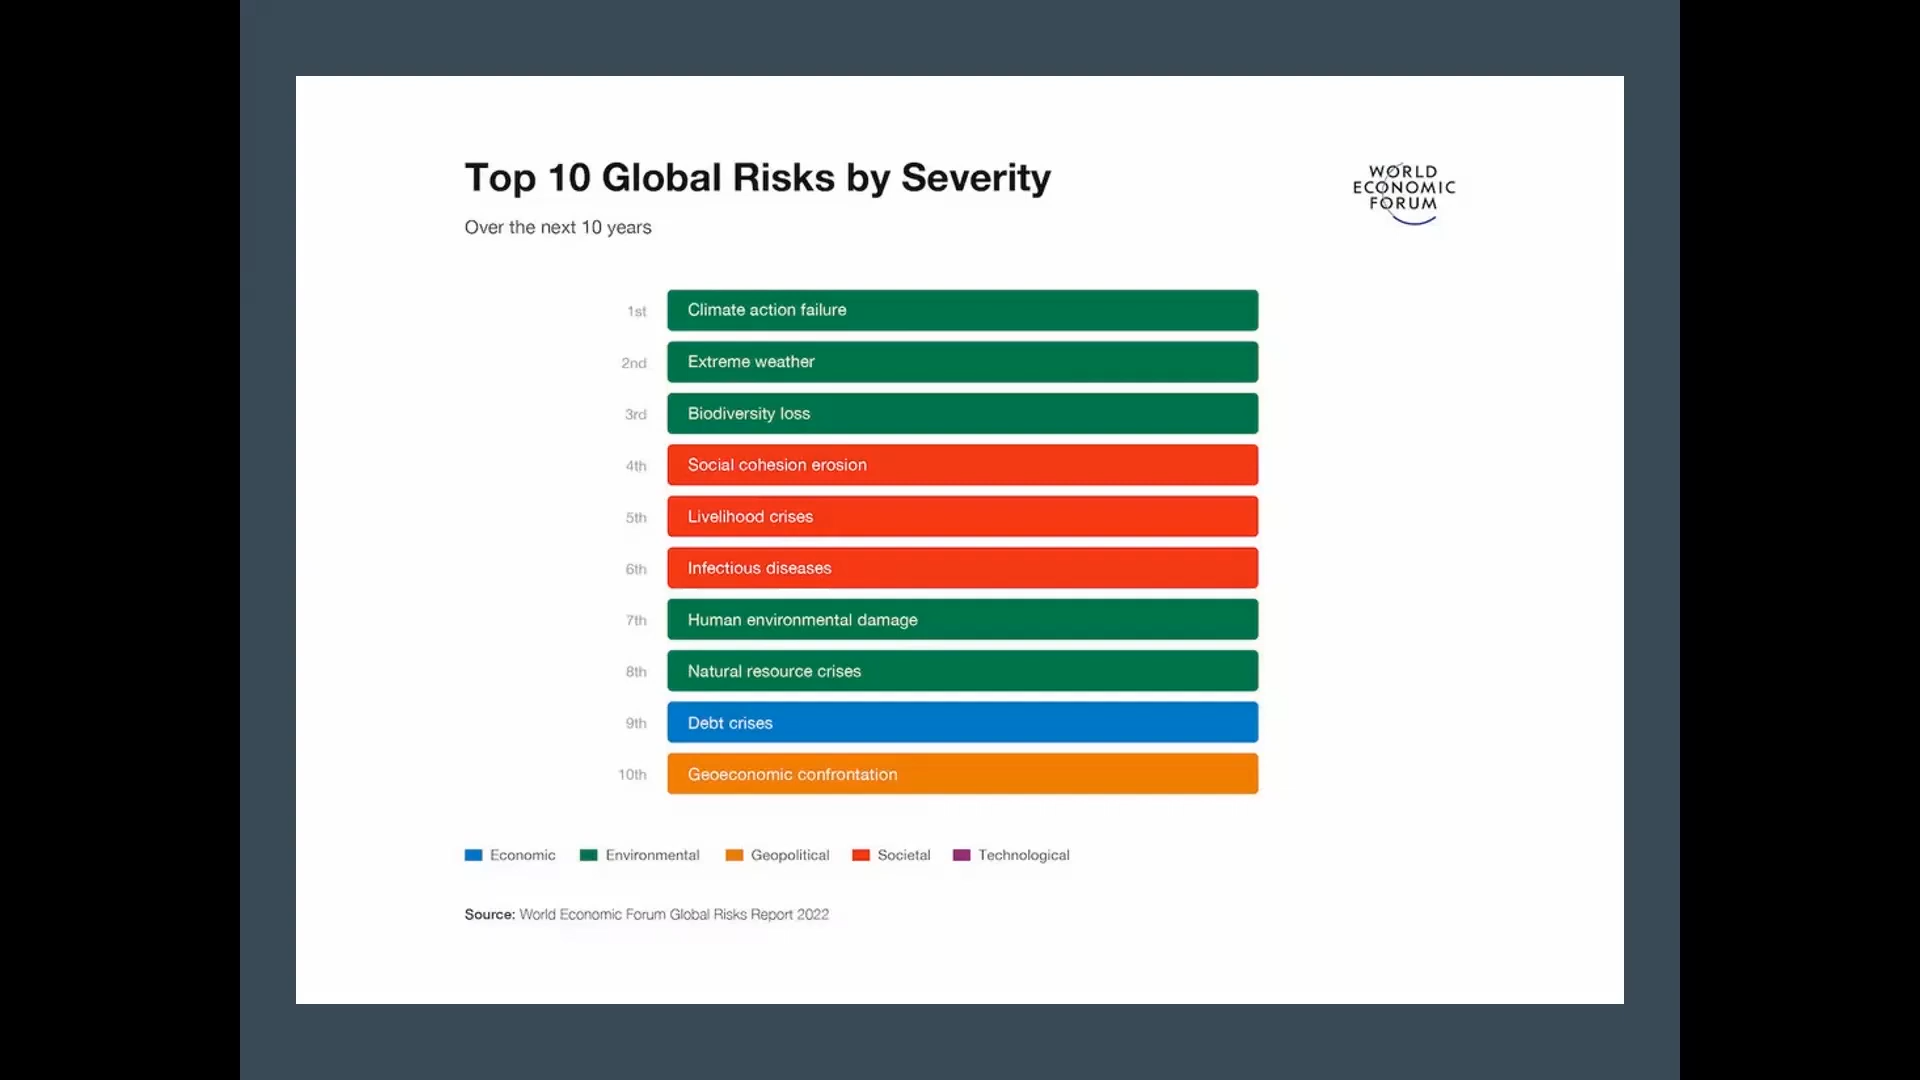 Top 10 Global Risks by Severity
WORLD
ECONOMIC
FORUM
Over the next 10 years
1st Climate action failure
2nd Extreme weather
3rd Biodiversity loss
4th Social cohesion erosion
5th Livelihood crises
6th Infectious diseases
7th Human environmental damage
8th Natural resource crises
9th Debt crises
10th Geoeconomic confrontation
Economic Environmental Geopolitical Societal Technological
Source: World Economic Forum Global Risks Report 2022